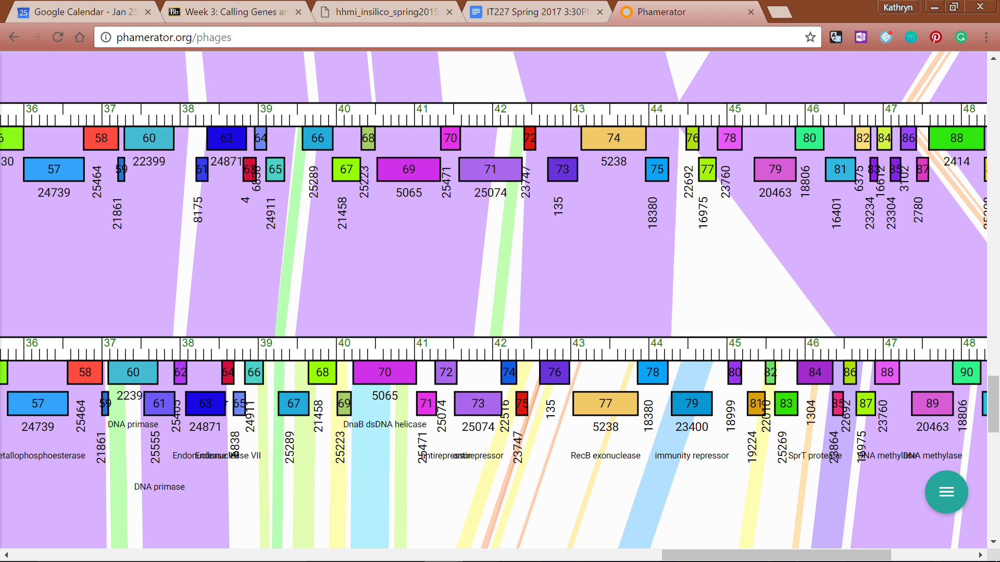 Google Calendar - Jan 25
Week 3: Calling Genes an
hhmi_insilico_spring2015
IT227 Spring 2017 3:30P
Phamerator
Kathryn
phamerator.org/phages
36 37 38 39 40 41 42 43 44 45 46 47 48
6 58 60 62 64 66 68 70 72 74 76 78 80 82 84 86 88
30 22399 24871 5238 2414
57 59 61 63 65 67 69 71 73 75 77 79 81 83 85 87
24739 5065 25074 20463
25464 21861 8175 4 6838 24911 25289 21458 25223 25471 23747 135 18380 22692 16975 23760 18806 16401 6375 23234 16612 23304 3102 2780
36 37 38 39 40 41 42 43 44 45 46 47 48
58 60 62 64 66 68 70 72 74 76 78 80 82 84 86 88 90
2239 5065
57 59 61 63 65 67 69 71 73 75 77 79 81 83 85 87 89
DNA primase DnaB dsDNA helicase
24739 24871 25074 5238 23400 20463
25464 21861 25555 25405 6838 24911 25289 21458 25223 25471 25074 22516 23747 135 18380 18999 19224 22010 25269 1304 23864 22692 16975 23760 18806
etallophosphoesterase Endonuclease VII antirepressor antirepressor RecB exonuclease immunity repressor SprT protease DNA methylase DNA methylase
DNA primase